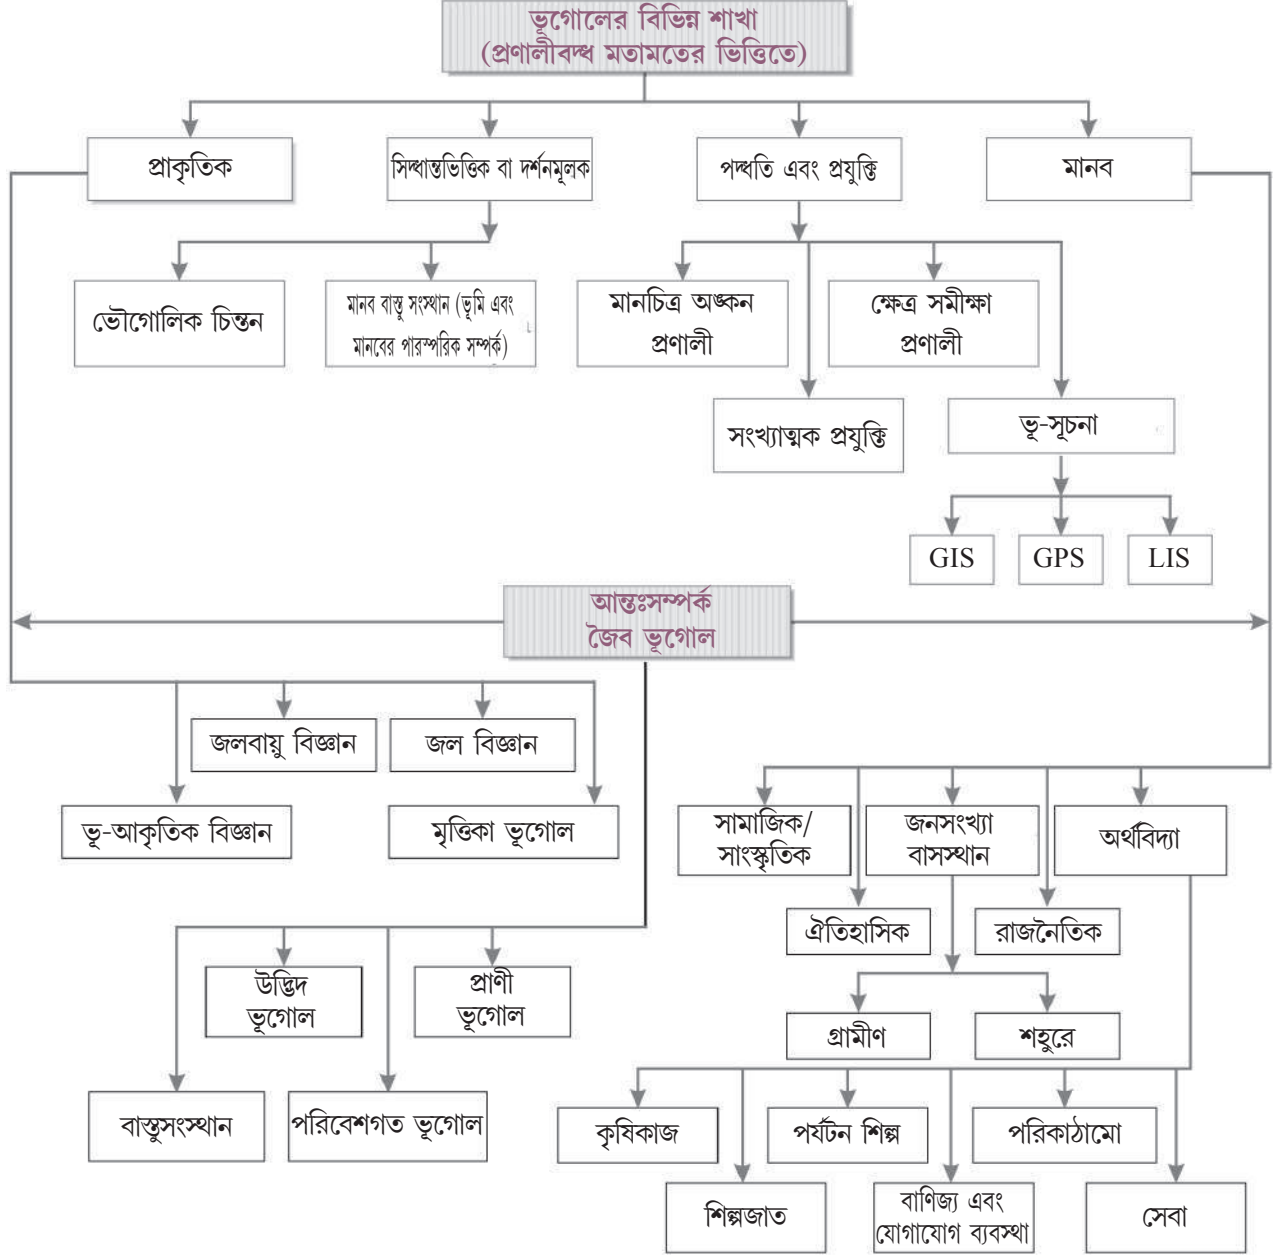 ভূগোলের বিভিন্ন শাখা
(প্রণালীবদ্ধ মতামতের ভিত্তিতে)
প্রাকৃতিক
সিদ্ধান্তভিত্তিক বা দর্শনমূলক
পদ্ধতি এবং প্রযুক্তি
মানব
ভৌগোলিক চিন্তন
মানব বাস্তু সংস্থান (ভূমি এবং
মানবের পারস্পরিক সম্পর্ক)
মানচিত্র অঙ্কন
প্রণালী
ক্ষেত্র সমীক্ষা
প্রণালী
সংখ্যাত্মক প্রযুক্তি
ভূ-সূচনা
GIS
GPS
LIS
আন্তঃসম্পর্ক
জৈব ভূগোল
জলবায়ু বিজ্ঞান
জল বিজ্ঞান
ভূ-আকৃতিক বিজ্ঞান
মৃত্তিকা ভূগোল
সামাজিক/
সাংস্কৃতিক
জনসংখ্যা
বাসস্থান
অর্থবিদ্যা
ঐতিহাসিক
রাজনৈতিক
উদ্ভিদ
ভূগোল
প্রাণী
ভূগোল
গ্রামীণ
শহুরে
বাস্তুসংস্থান
পরিবেশগত ভূগোল
কৃষিকাজ
পর্যটন শিল্প
পরিকাঠামো
শিল্পজাত
বাণিজ্য এবং
যোগাযোগ ব্যবস্থা
সেবা